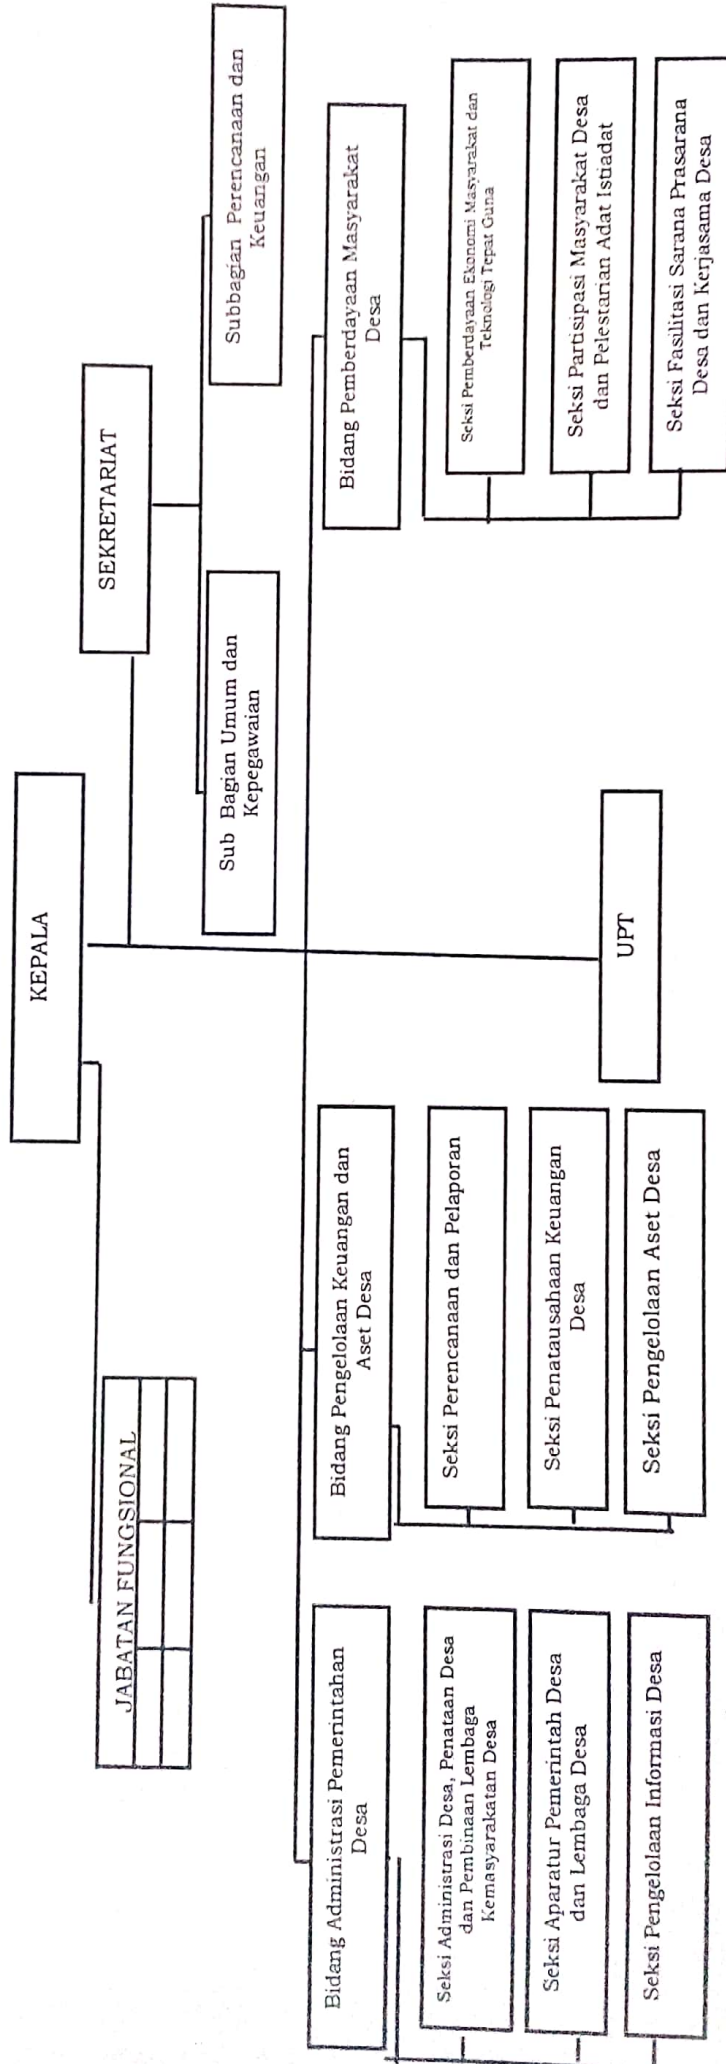 KEPALA
SEKRETARIAT
JABATAN FUNGSIONAL
Sub Bagian Umum dan
Kepegawaian
Subbagian Perencanaan dan
Keuangan
Bidang Administrasi Pemerintahan
Desa
Seksi Administrasi Desa, Penataan Desa
dan Pembinaan Lembaga
Kemasyarakatan Desa
Seksi Aparatur Pemerintah Desa
dan Lembaga Desa
Seksi Pengelolaan Informasi Desa
Bidang Pengelolaan Keuangan dan
Aset Desa
Seksi Perencanaan dan Pelaporan
Seksi Penatausahaan Keuangan
Desa
Seksi Pengelolaan Aset Desa
Bidang Pemberdayaan Masyarakat
Desa
Seksi Pemberdayaan Ekonomi Masyarakat dan
Teknologi Tepat Guna
Seksi Partisipasi Masyarakat Desa
dan Pelestarian Adat Istiadat
Seksi Fasilitasi Sarana Prasarana
Desa dan Kerjasama Desa
UPT